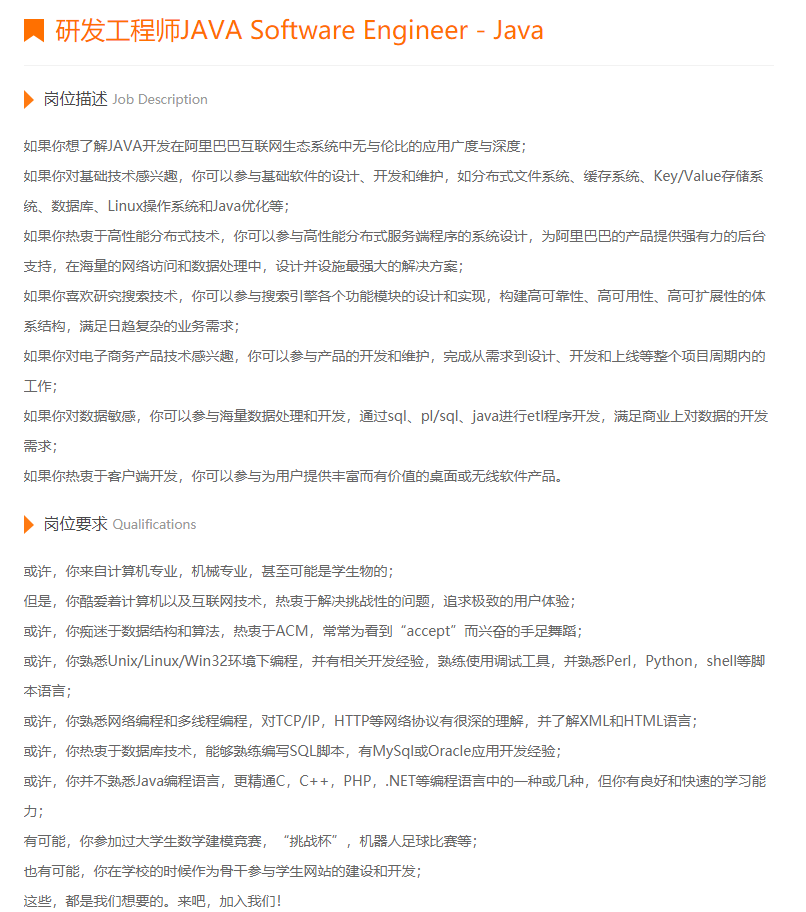 研发工程师JAVA Software Engineer - Java
岗位描述 Job Description
如果你想了解JAVA开发在阿里巴巴互联网生态系统中无与伦比的应用广度与深度；
如果你对基础技术感兴趣，你可以参与基础软件的设计、开发和维护，如分布式文件系统、缓存系统、Key/Value存储系
统、数据库、Linux操作系统和Java优化等；
如果你热衷于高性能分布式技术，你可以参与高性能分布式服务端程序的系统设计，为阿里巴巴的产品提供强有力的后台
支持，在海量的网络访问和数据处理中，设计并设施最强大的解决方案；
如果你喜欢研究搜索技术，你可以参与搜索引擎各个功能模块的设计和实现，构建高可靠性、高可用性、高可扩展性的体
系结构，满足日趋复杂的业务需求；
如果你对电子商务产品技术感兴趣，你可以参与产品的开发和维护，完成从需求到设计、开发和上线等整个项目周期内的
工作；
如果你对数据敏感，你可以参与海量数据处理和开发，通过sql、pl/sql、java进行etl程序开发，满足商业上对数据的开发
需求；
如果你热衷于客户端开发，你可以参与为用户提供丰富而有价值的桌面或无线软件产品。
岗位要求 Qualifications
或许，你来自计算机专业，机械专业，甚至可能是学生物的；
但是，你酷爱着计算机以及互联网技术，热衷于解决挑战性的问题，追求极致的用户体验；
或许，你痴迷于数据结构和算法，热衷于ACM，常常为看到“accept”而兴奋的手足舞蹈；
或许，你熟悉Unix/Linux/Win32环境下编程，并有相关开发经验，熟练使用调试工具，并熟悉Perl，Python，shell等脚
本语言；
或许，你熟悉网络编程和多线程编程，对TCP/IP，HTTP等网络协议有很深的理解，并了解XML和HTML语言；
或许，你热衷于数据库技术，能够熟练编写SQL脚本，有MySql或Oracle应用开发经验；
或许，你并不熟悉Java编程语言，更精通C，C++，PHP，.NET等编程语言中的一种或几种，但你有良好和快速的学习能
力；
有可能，你参加过大学生数学建模竞赛，“挑战杯”，机器人足球比赛等；
也有可能，你在学校的时候作为骨干参与学生网站的建设和开发；
这些，都是我们想要的。来吧，加入我们！